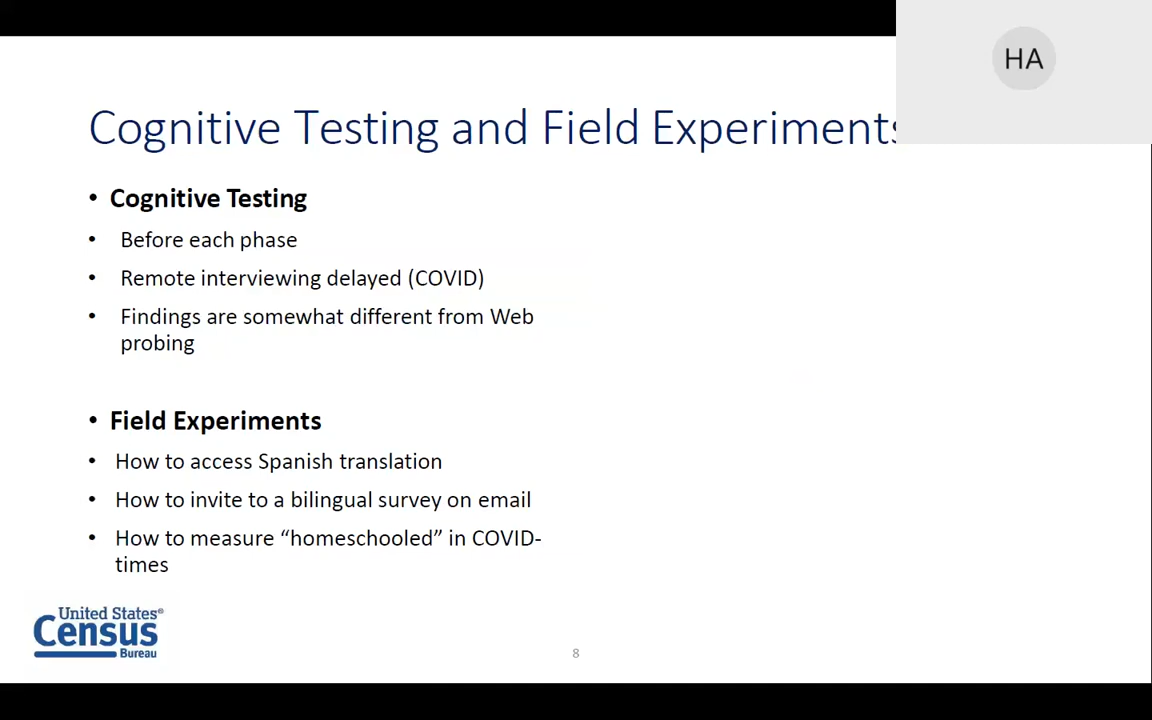 HA
Cognitive Testing and Field Experiments
• Cognitive Testing
• Before each phase
• Remote interviewing delayed (COVID)
• Findings are somewhat different from Web
probing
• Field Experiments
• How to access Spanish translation
• How to invite to a bilingual survey on email
• How to measure “homeschooled” in COVID-
times
United States®
Census
Bureau
8